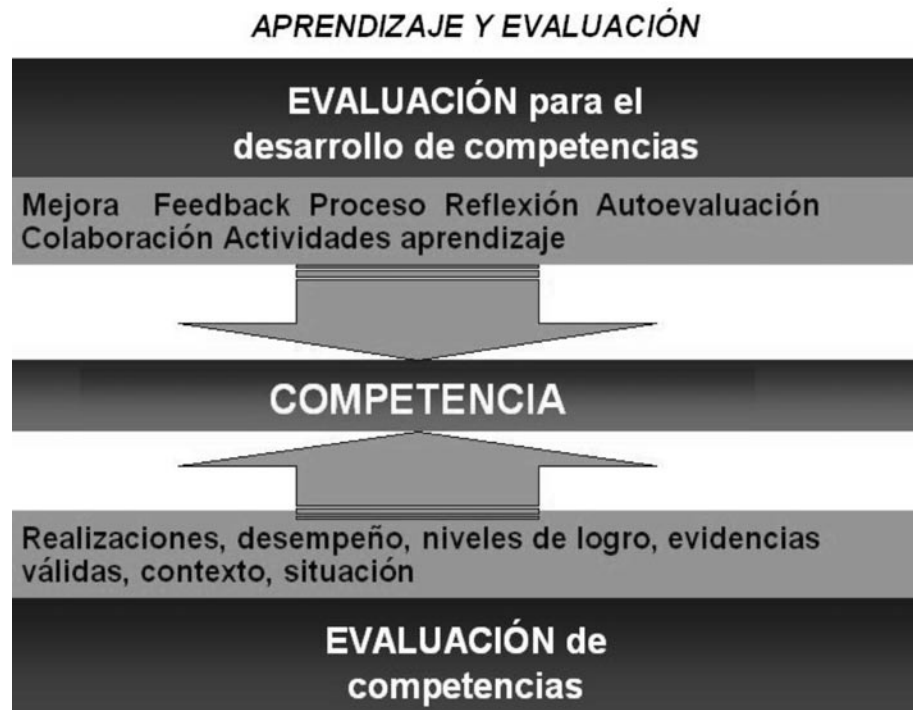 APRENDIZAJE Y EVALUACIÓN
EVALUACIÓN para el
desarrollo de competencias
Mejora Feedback Proceso Reflexión Autoevaluación
Colaboración Actividades aprendizaje
COMPETENCIA
Realizaciones, desempeño, niveles de logro, evidencias
válidas, contexto, situación
EVALUACIÓN de
competencias